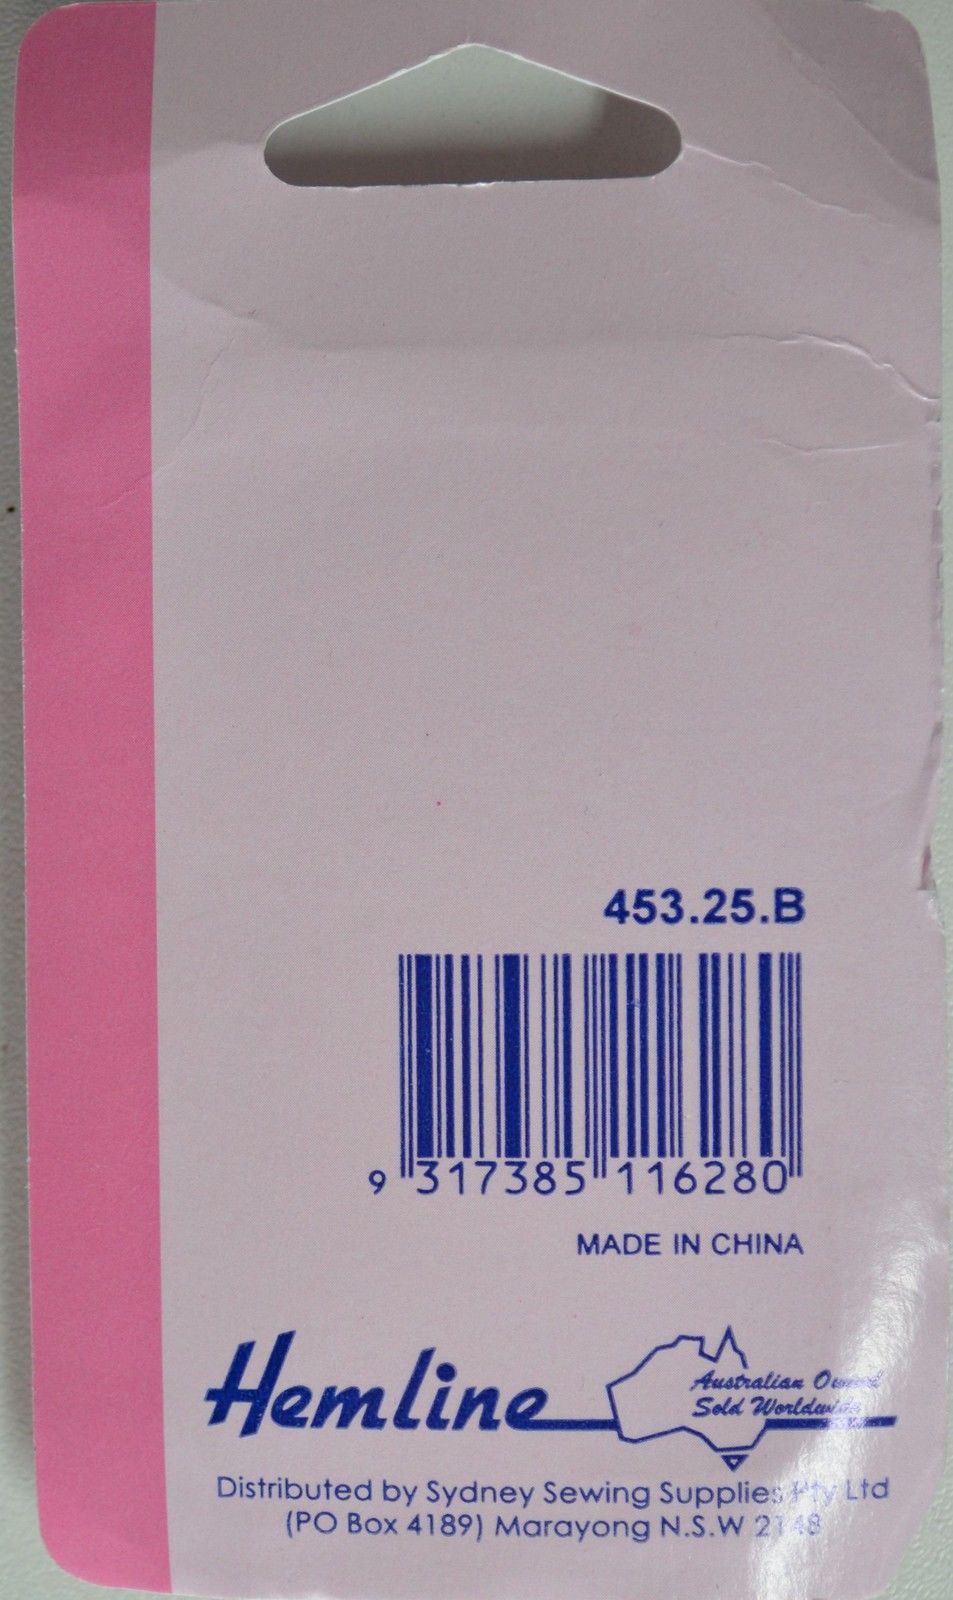 453.25.B
9 317385 116280
MADE IN CHINA
Hemline
Australian Owned
Sold Worldwide
Distributed by Sydney Sewing Supplies Pty Ltd
(PO Box 4189) Marayong N.S.W 2148